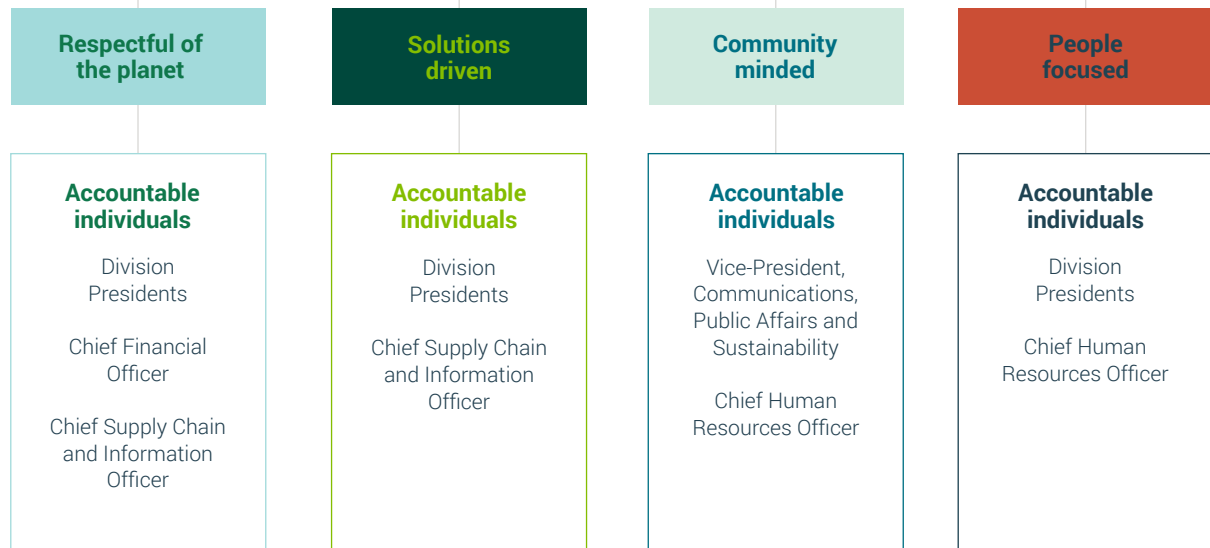 Respectful of
the planet
Solutions
driven
Community
minded
People
focused
Accountable
individuals
Division
Presidents
Chief Financial
Officer
Chief Supply Chain
and Information
Officer
Accountable
individuals
Division
Presidents
Chief Supply Chain
and Information
Officer
Accountable
individuals
Vice-President,
Communications,
Public Affairs and
Sustainability
Chief Human
Resources Officer
Accountable
individuals
Division
Presidents
Chief Human
Resources Officer